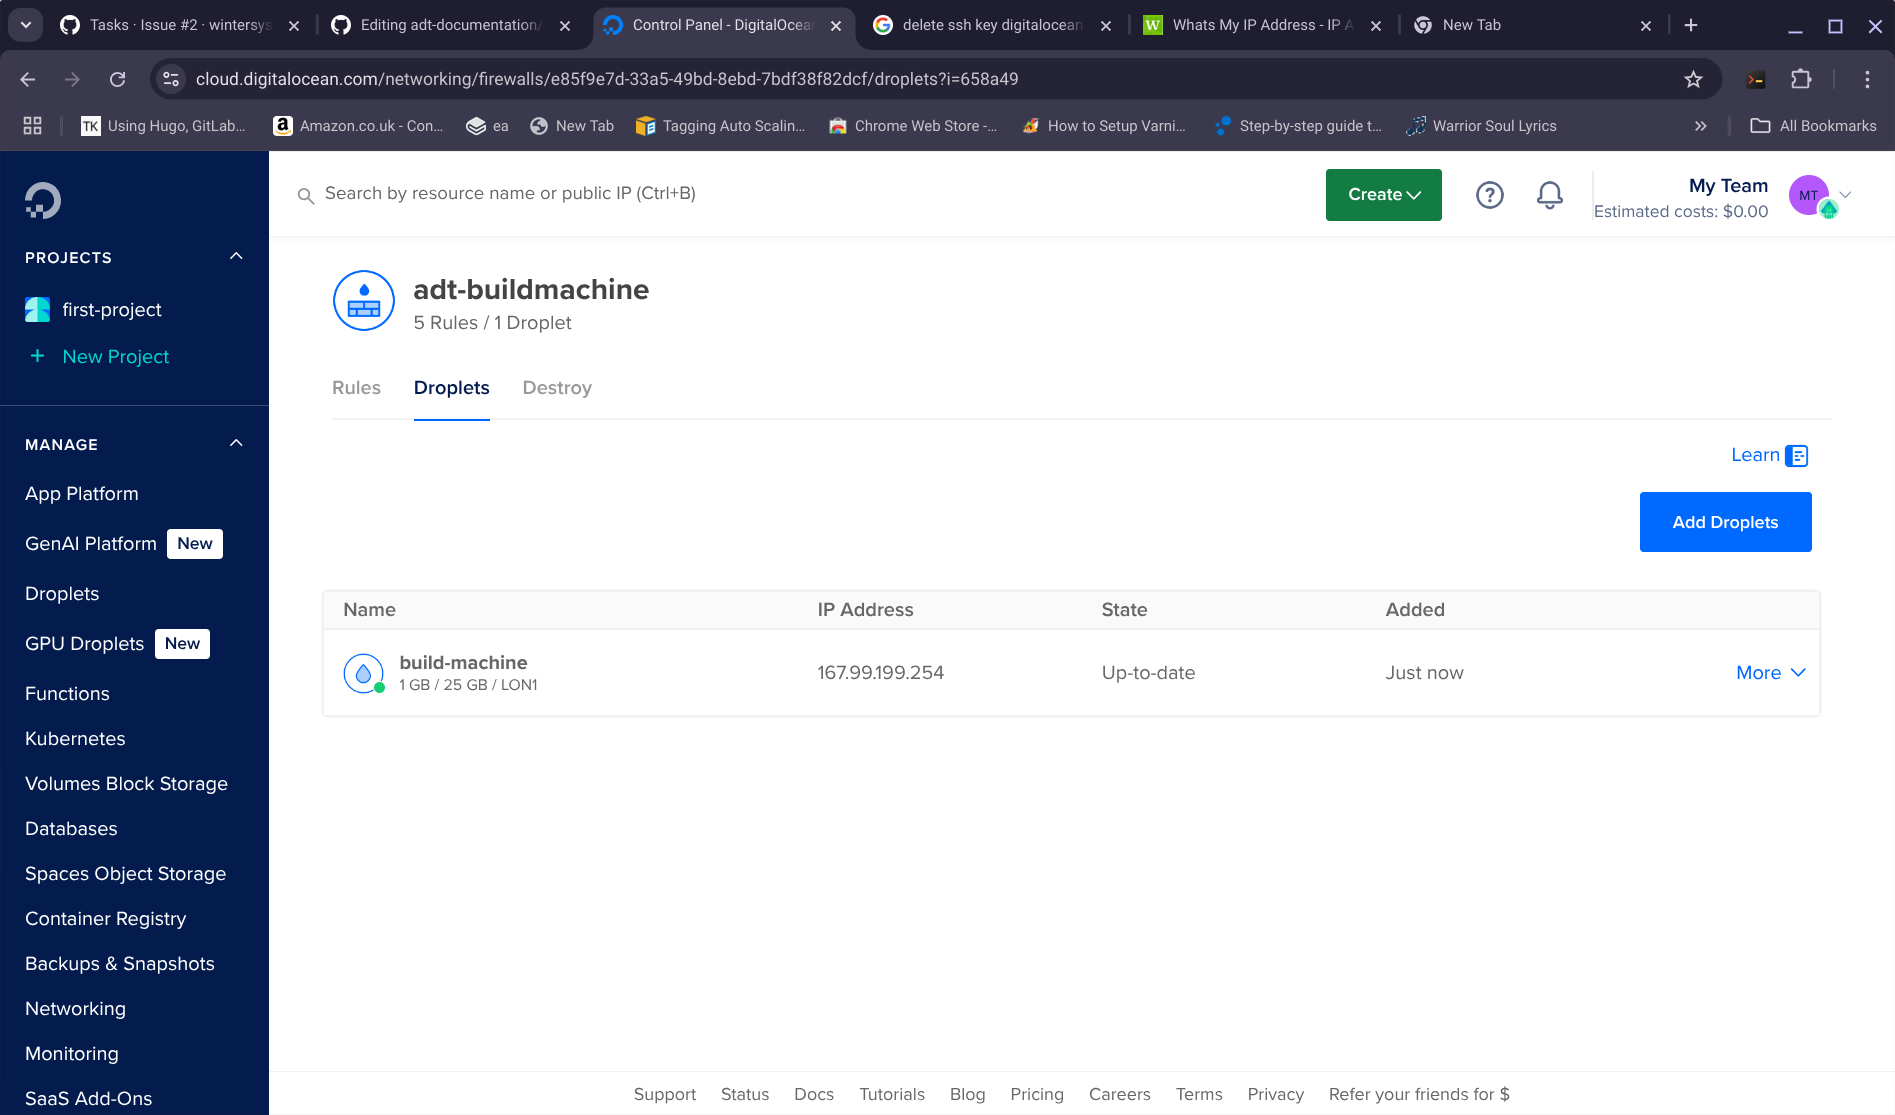 Tasks · Issue #2 · wintersys
Editing adt-documentation/
Control Panel - DigitalOcean
delete ssh key digitalocean
Whats My IP Address - IP A
New Tab
cloud.digitalocean.com/networking/firewalls/e85f9e7d-33a5-49bd-8ebd-7bdf38f82dcf/droplets?i=658a49
TK Using Hugo, GitLab...
Amazon.co.uk - Con...
ea
New Tab
Tagging Auto Scalin...
Chrome Web Store -...
How to Setup Varni...
Step-by-step guide t...
Warrior Soul Lyrics
All Bookmarks
Search by resource name or public IP (Ctrl+B)
Create
My Team
Estimated costs: $0.00
MT
PROJECTS
first-project
+ New Project
MANAGE
App Platform
GenAI Platform New
Droplets
GPU Droplets New
Functions
Kubernetes
Volumes Block Storage
Databases
Spaces Object Storage
Container Registry
Backups & Snapshots
Networking
Monitoring
SaaS Add-Ons
adt-buildmachine
5 Rules / 1 Droplet
Rules Droplets Destroy
Learn
Add Droplets
Name IP Address State Added
build-machine
1 GB / 25 GB / LON1
167.99.199.254 Up-to-date Just now More
Support Status Docs Tutorials Blog Pricing Careers Terms Privacy Refer your friends for $